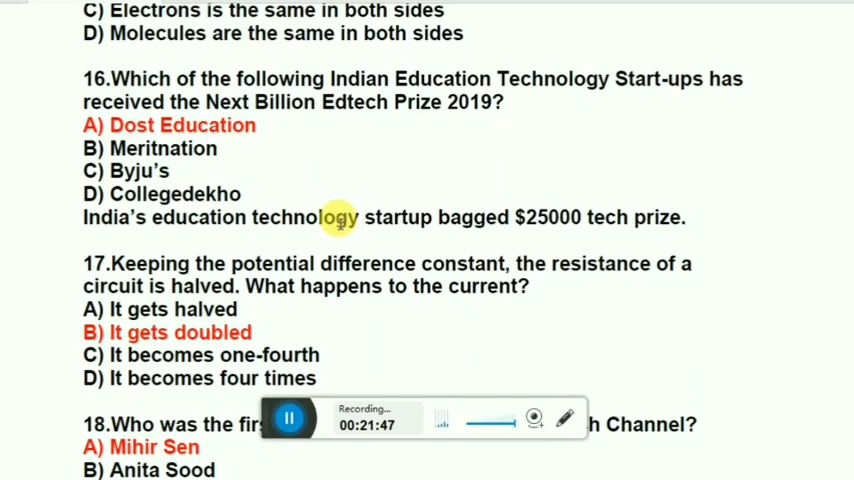 C) Electrons is the same in both sides
D) Molecules are the same in both sides
16.Which of the following Indian Education Technology Start-ups has
received the Next Billion Edtech Prize 2019?
A) Dost Education
B) Meritnation
C) Byju's
D) Collegedekho
India's education technology startup bagged $25000 tech prize.
17.Keeping the potential difference constant, the resistance of a
circuit is halved. What happens to the current?
A) It gets halved
B) It gets doubled
C) It becomes one-fourth
D) It becomes four times
Recording...
00:21:47
18.Who was the Channel?
A) Mihir Sen
B) Anita Sood